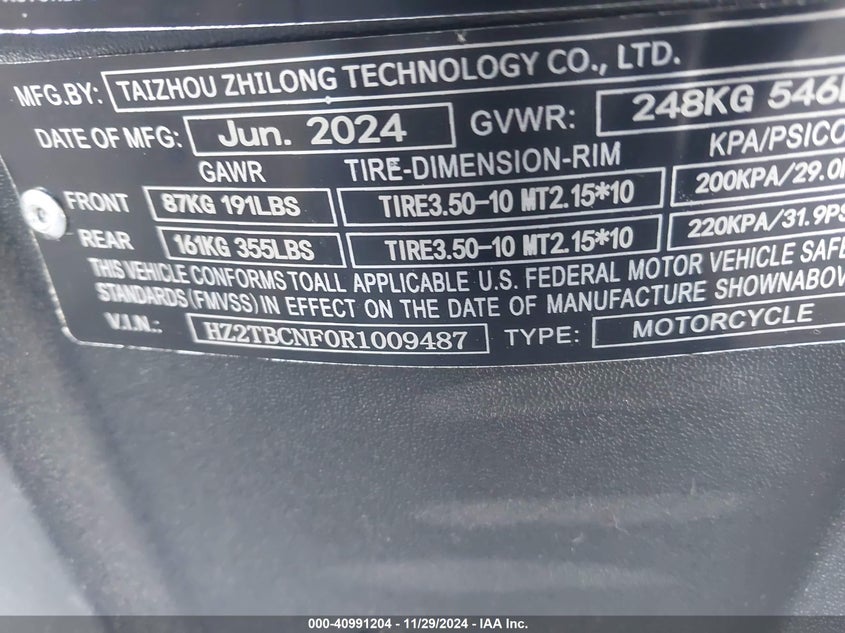 MFG.BY: TAIZHOU ZHILONG TECHNOLOGY CO., LTD.
DATE OF MFG: Jun. 2024 GVWR: 248KG 546
GAWR TIRE-DIMENSION-RIM KPA/PSICO
FRONT 87KG 191LBS TIRE3.50-10 MT2.15*10 200KPA/29.0
REAR 161KG 355LBS TIRE3.50-10 MT2.15*10 220KPA/31.9PS
THIS VEHICLE CONFORMS TOALL APPLICABLE U.S. FEDERAL MOTOR VEHICLE SAFE
STANDARDS (FMVSS) IN EFFECT ON THE DATE OF MANUFACTURE SHOWNABOV
V.I.N.: HZ2TBCNF0R1009487 TYPE: MOTORCYCLE
000-40991204 - 11/29/2024 - IAA Inc.